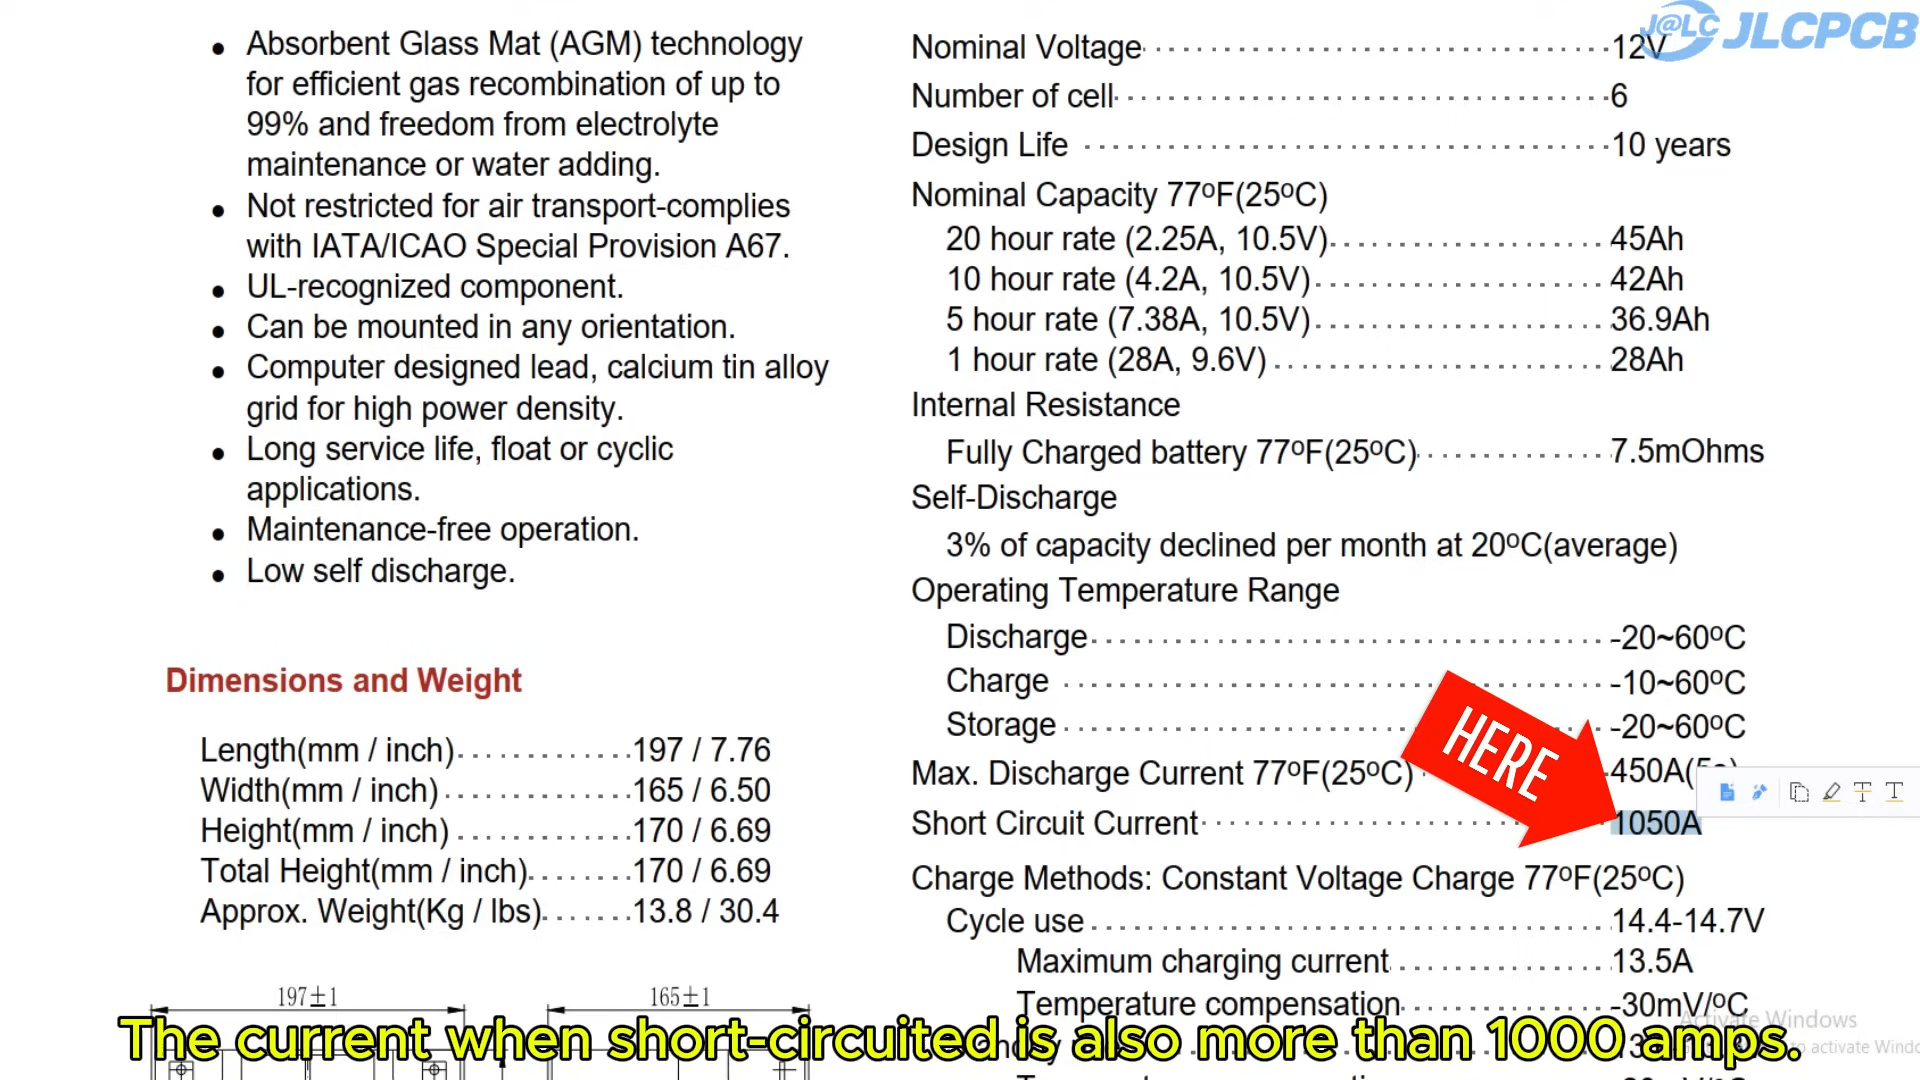 J@LC JLCPCB
Absorbent Glass Mat (AGM) technology
for efficient gas recombination of up to
99% and freedom from electrolyte
maintenance or water adding.
Not restricted for air transport-complies
with IATA/ICAO Special Provision A67.
UL-recognized component.
Can be mounted in any orientation.
Computer designed lead, calcium tin alloy
grid for high power density.
Long service life, float or cyclic
applications.
Maintenance-free operation.
Low self discharge.
Dimensions and Weight
Length(mm / inch) 197 / 7.76
Width(mm / inch) 165 / 6.50
Height(mm / inch) 170 / 6.69
Total Height(mm / inch) 170 / 6.69
Approx. Weight(Kg / lbs) 13.8 / 30.4
197±1 165±1
Nominal Voltage 12V
Number of cell 6
Design Life 10 years
Nominal Capacity 77ºF(25ºC)
20 hour rate (2.25A, 10.5V) 45Ah
10 hour rate (4.2A, 10.5V) 42Ah
5 hour rate (7.38A, 10.5V) 36.9Ah
1 hour rate (28A, 9.6V) 28Ah
Internal Resistance
Fully Charged battery 77ºF(25ºC) 7.5mOhms
Self-Discharge
3% of capacity declined per month at 20ºC(average)
Operating Temperature Range
Discharge -20~60ºC
Charge -10~60ºC
Storage -20~60ºC
HERE
Max. Discharge Current 77ºF(25ºC) 450A
Short Circuit Current 1050A
Charge Methods: Constant Voltage Charge 77ºF(25ºC)
Cycle use 14.4-14.7V
Maximum charging current 13.5A
Temperature compensation -30mV/ºC
Activate Windows
to activate Windo
The current when short-circuited is also more than 1000 amps.